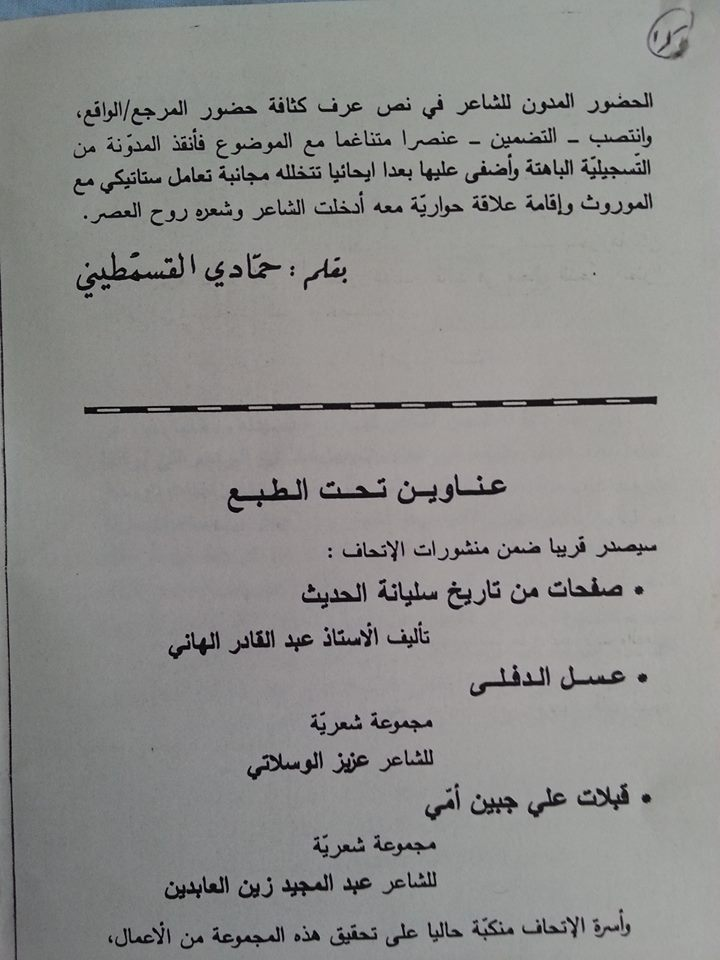 الحضور المدون للشاعر في نص عرف كثافة حضور المرجع/الواقع،
وانتصب ـ التضمين ـ عنصرا متناغما مع الموضوع فأنقذ المدوّنة من
التّسجيليّة الباهتة وأضفى عليها بعدا ايحائيا تتخلله مجانبة تعامل ستاتيكي مع
الموروث وإقامة علاقة حواريّة معه أدخلت الشاعر وشعره روح العصر.
بقلم : حمّادي القسمطيني
عناوين تحت الطبع
سيصدر قريبا ضمن منشورات الإتحاف :
• صفحات من تاريخ سليانة الحديث
تأليف الأستاذ عبد القادر الهاني
• عسل الدفلى
مجموعة شعريّة
للشاعر عزيز الوسلاتي
• قبلات علي جبين أمّي
مجموعة شعريّة
للشاعر عبد المجيد زين العابدين
وأسرة الإتحاف منكبّة حاليا على تحقيق هذه المجموعة من الأعمال،